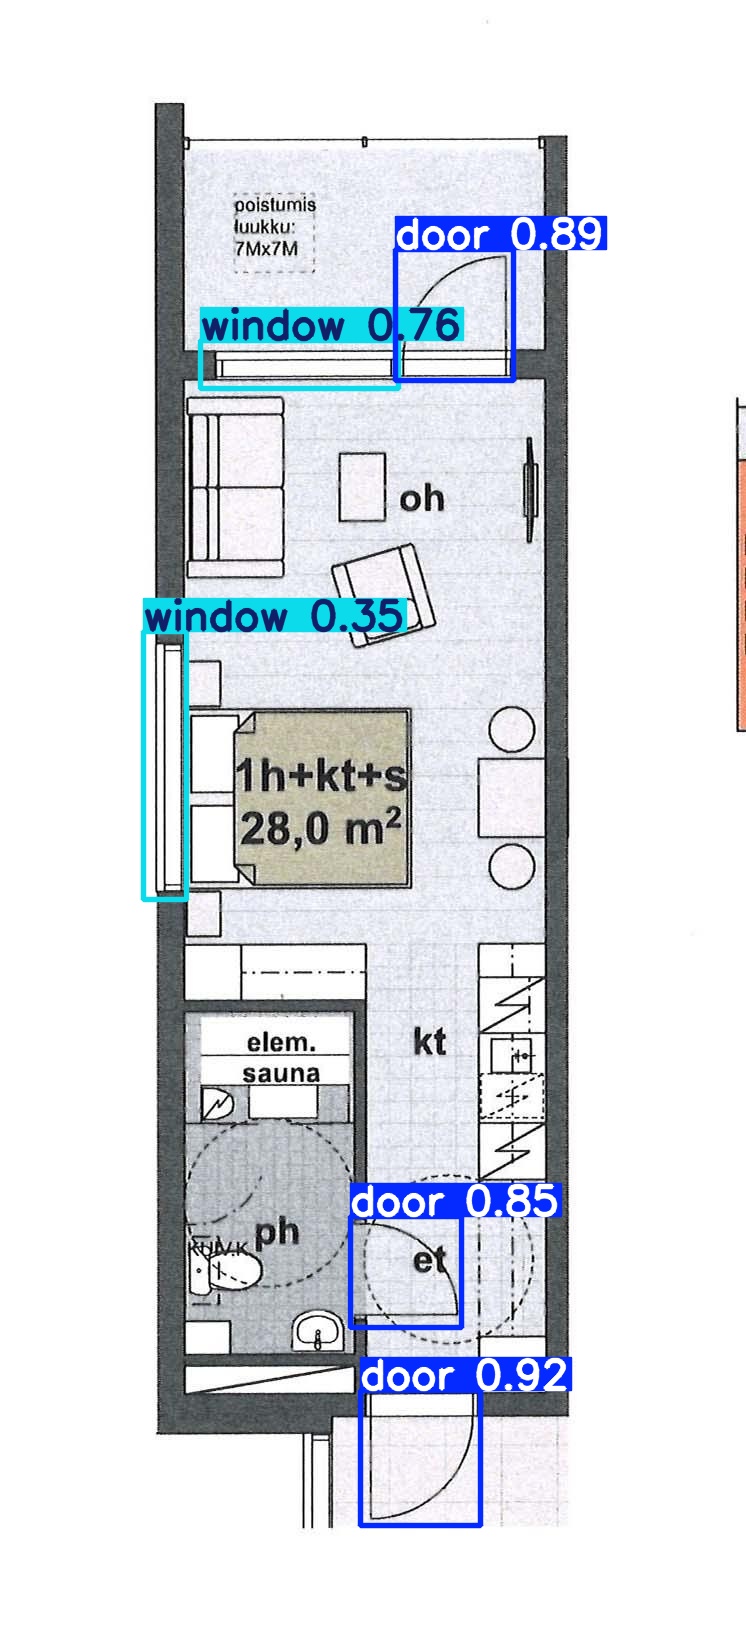 poistumis
luukku:
7Mx7M
door 0.89
window 0.76
oh
window 0.35
1h+kt+s
28,0 m²
kt
elem.
sauna
door 0.85
ph
et
door 0.92